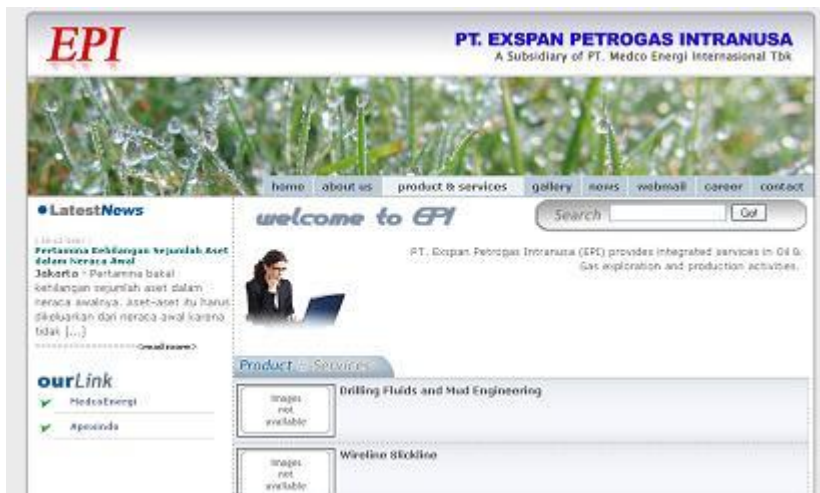 EPI
PT. EXSPAN PETROGAS INTRANUSA
A Subsidiary of PT. Medco Energi Internasional Tbk
home about us product & services gallery news webmail career contact
LatestNews
Pertamina Kehilangan Sejumlah Aset
dalam Neraca Awal
Jakarta - Pertamina bakal
kehilangan sejumlah aset dalam
neraca awalnya. Aset-aset itu harus
dikeluarkan dari neraca awal karena
tidak [...]
(read more)
ourLink
MedcoEnergi
Apexindo
welcome to EPI
Search Go!
PT. Exspan Petrogas Intranusa (EPI) provides integrated services in Oil &
Gas exploration and production activities.
Product :: Services
Images
not
available
Drilling Fluids and Mud Engineering
Images
not
available
Wireline Slickline